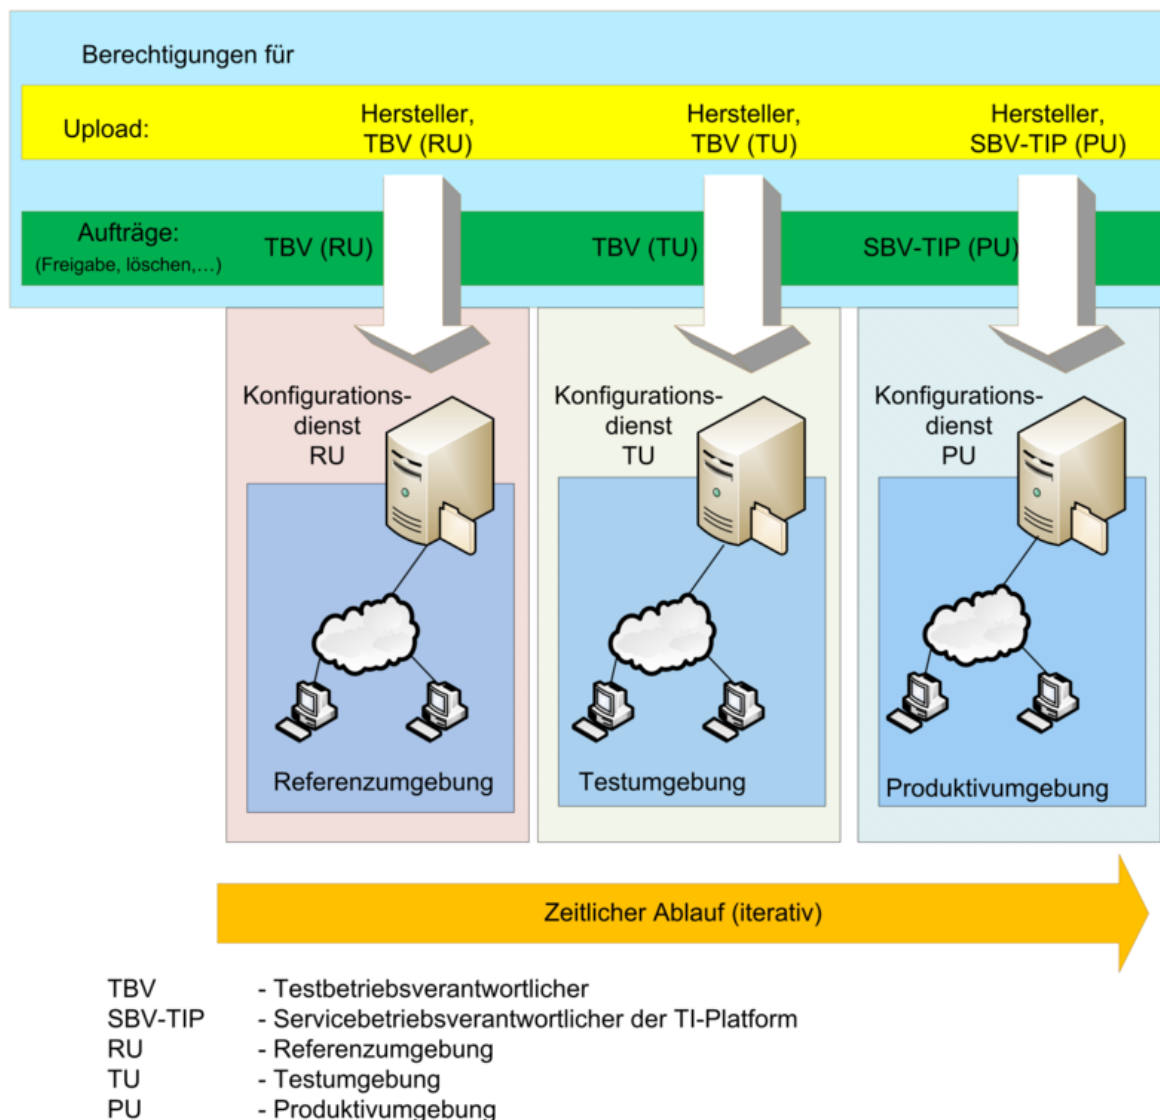 Berechtigungen für
Upload:
Hersteller,
TBV (RU)
Hersteller,
TBV (TU)
Hersteller,
SBV-TIP (PU)
Aufträge:
(Freigabe, löschen,...)
TBV (RU)
TBV (TU)
SBV-TIP (PU)
Konfigurations-
dienst
RU
Konfigurations-
dienst
TU
Konfigurations-
dienst
PU
Referenzumgebung
Testumgebung
Produktivumgebung
Zeitlicher Ablauf (iterativ)
TBV - Testbetriebsverantwortlicher
SBV-TIP - Servicebetriebsverantwortlicher der TI-Platform
RU - Referenzumgebung
TU - Testumgebung
PU - Produktivumgebung